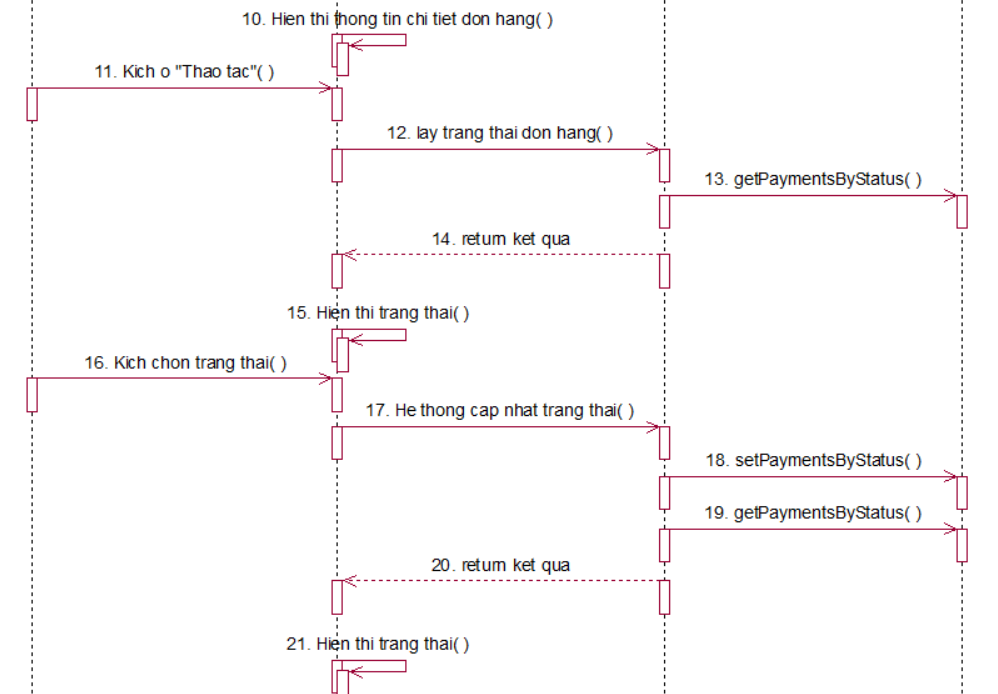 10. Hien thi thong tin chi tiet don hang( )
11. Kich o "Thao tac"( )
12. lay trang thai don hang( )
13. getPaymentsByStatus( )
14. return ket qua
15. Hien thi trang thai( )
16. Kich chon trang thai( )
17. He thong cap nhat trang thai( )
18. setPaymentsByStatus( )
19. getPaymentsByStatus( )
20. return ket qua
21. Hien thi trang thai( )